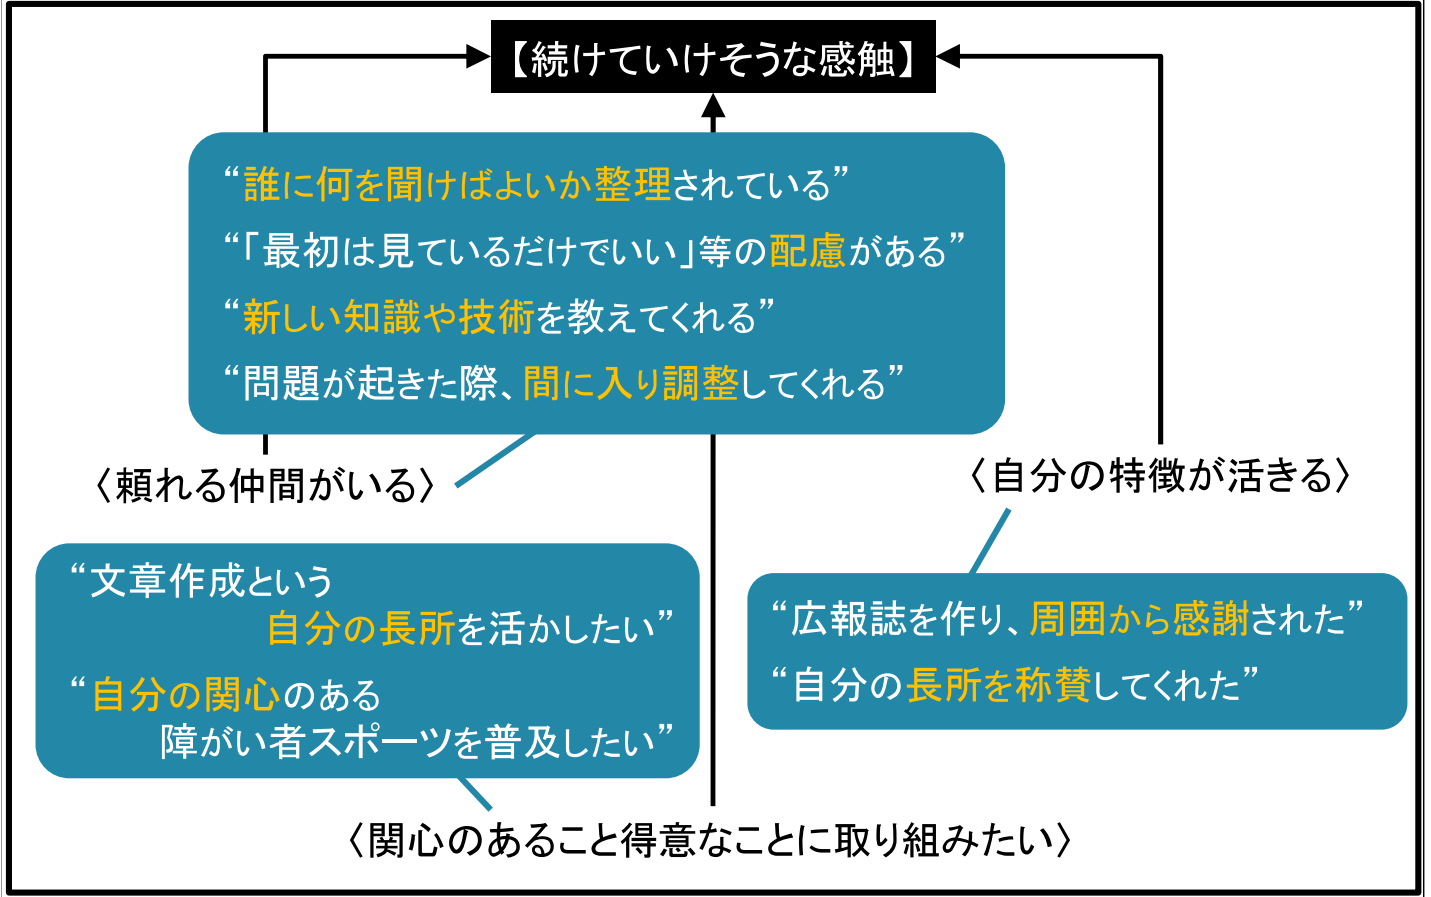 【続けていけそうな感触】
“誰に何を聞けばよいか整理されている”
“「最初は見ているだけでいい」等の配慮がある”
“新しい知識や技術を教えてくれる”
“問題が起きた際、間に入り調整してくれる”
〈頼れる仲間がいる〉
〈自分の特徴が活きる〉
“文章作成という
自分の長所を活かしたい”
“自分の関心のある
障がい者スポーツを普及したい”
“広報誌を作り、周囲から感謝された”
“自分の長所を称賛してくれた”
〈関心のあること得意なことに取り組みたい〉